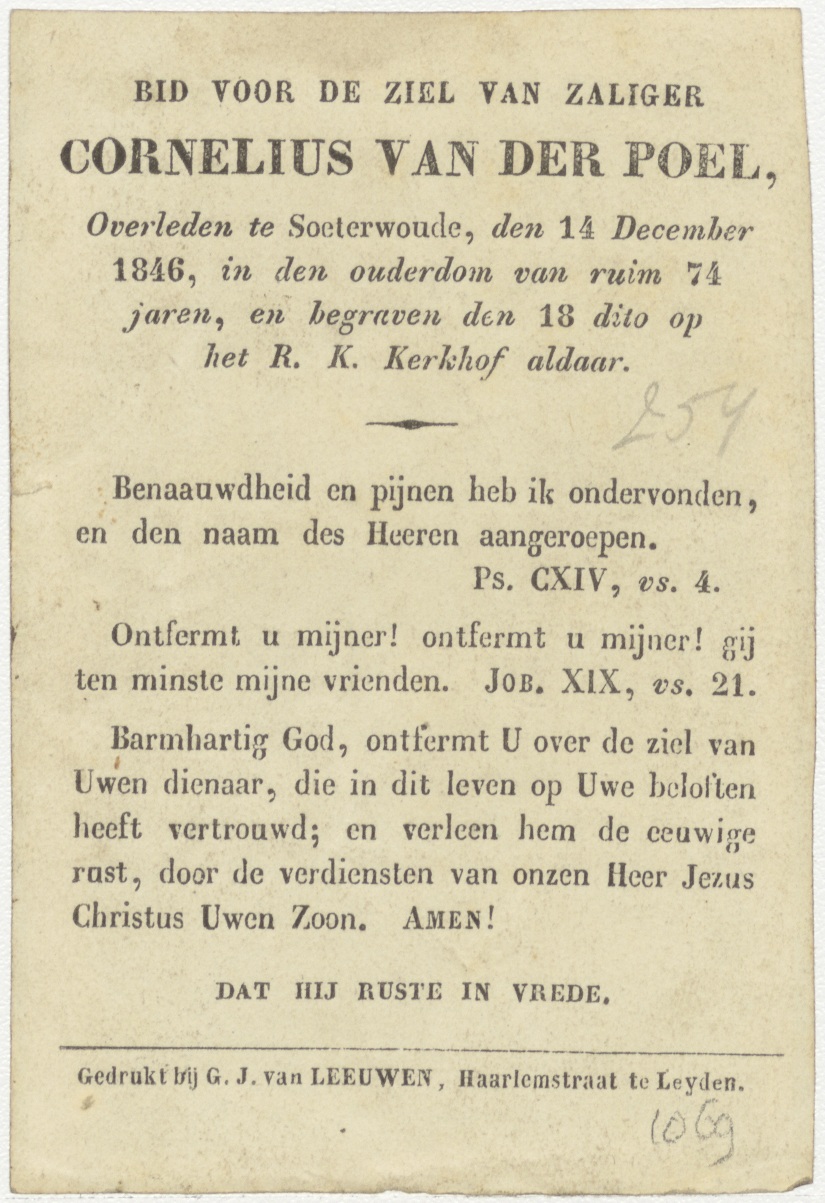 BID VOOR DE ZIEL VAN ZALIGER
CORNELIUS VAN DER POEL,
Overleden te Soeterwoude, den 14 December
1846, in den ouderdom van ruim 74
jaren, en begraven den 18 dito op
het R. K. Kerkhof aldaar.
254
Benaauwdheid en pijnen heb ik ondervonden,
en den naam des Heeren aangeroepen.
Ps. CXIV, vs. 4.
Ontfermt u mijner! ontfermt u mijner! gij
ten minste mijne vrienden. JOB. XIX, vs. 21.
Barmhartig God, ontfermt U over de ziel van
Uwen dienaar, die in dit leven op Uwe beloften
heeft vertrouwd; en verleen hem de eeuwige
rust, door de verdiensten van onzen Heer Jezus
Christus Uwen Zoon. AMEN!
DAT HIJ RUSTE IN VREDE.
Gedrukt bij G. J. van LEEUWEN, Haarlemstraat te Leyden.
1069